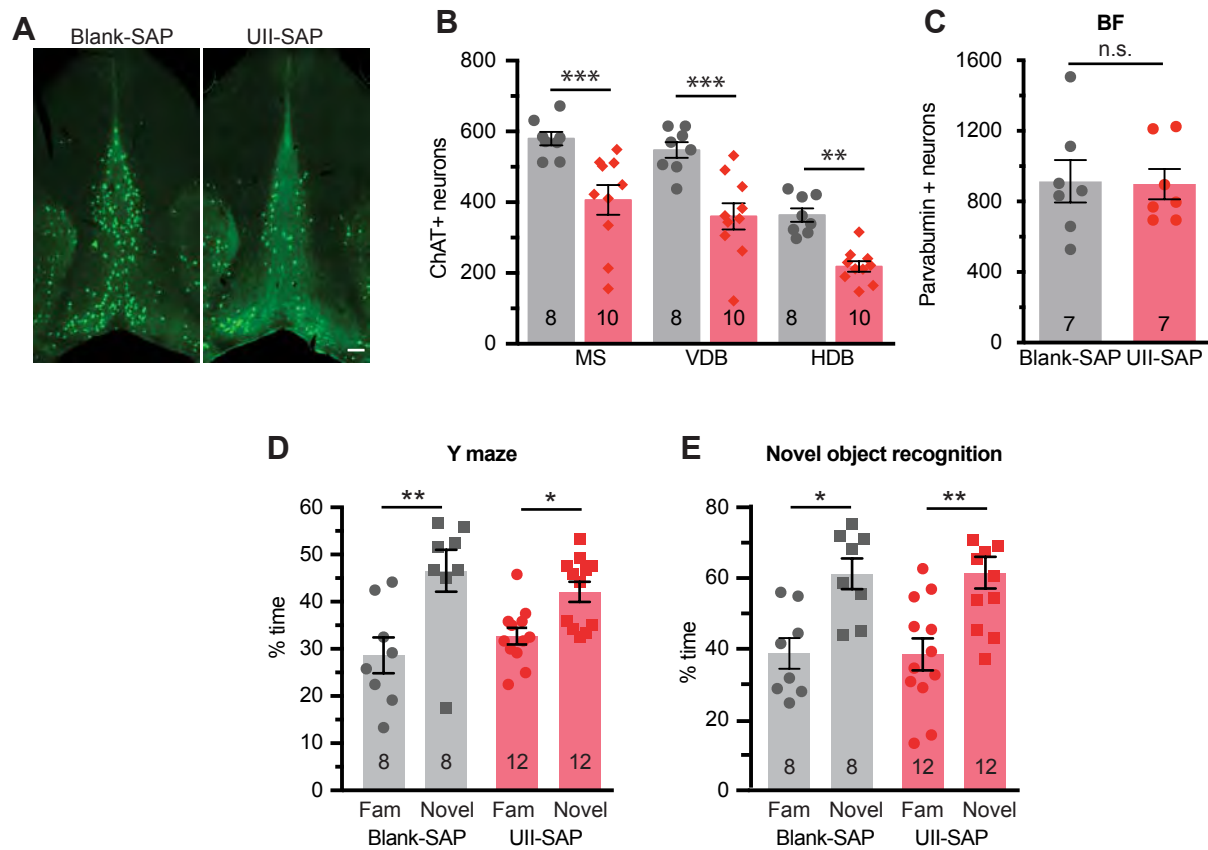 A
Blank-SAP
UII-SAP
B
800
600
400
200
0
ChAT+ neurons
***
***
**
8
10
8
10
8
10
MS
VDB
HDB
C
BF
n.s.
1600
1200
800
400
0
Parvabumin + neurons
7
7
Blank-SAP
UII-SAP
D
Y maze
60
50
40
30
20
10
0
% time
**
*
8
8
12
12
Fam
Novel
Fam
Novel
Blank-SAP
UII-SAP
E
Novel object recognition
80
60
40
20
0
% time
*
**
8
8
12
12
Fam
Novel
Fam
Novel
Blank-SAP
UII-SAP